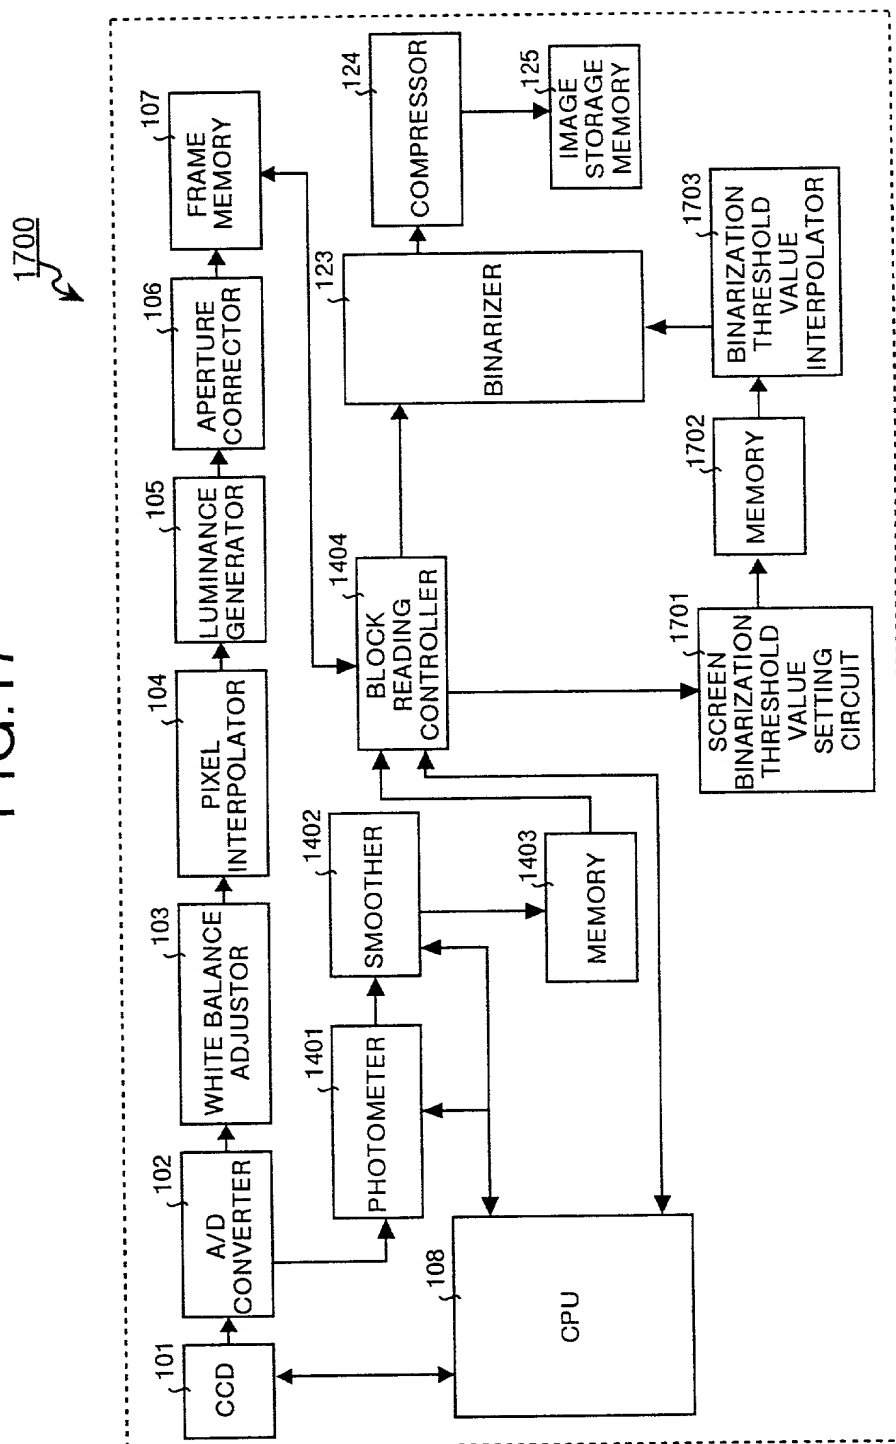 FIG.17
1700
101
CCD
102
A/D
CONVERTER
103
WHITE BALANCE
ADJUSTOR
104
PIXEL
INTERPOLATOR
105
LUMINANCE
GENERATOR
106
APERTURE
CORRECTOR
107
FRAME
MEMORY
1401
PHOTOMETER
1402
SMOOTHER
1403
MEMORY
1404
BLOCK
READING
CONTROLLER
123
BINARIZER
124
COMPRESSOR
125
IMAGE
STORAGE
MEMORY
108
CPU
1701
SCREEN
BINARIZATION
THRESHOLD
VALUE
SETTING
CIRCUIT
1702
MEMORY
1703
BINARIZATION
THRESHOLD
VALUE
INTERPOLATOR